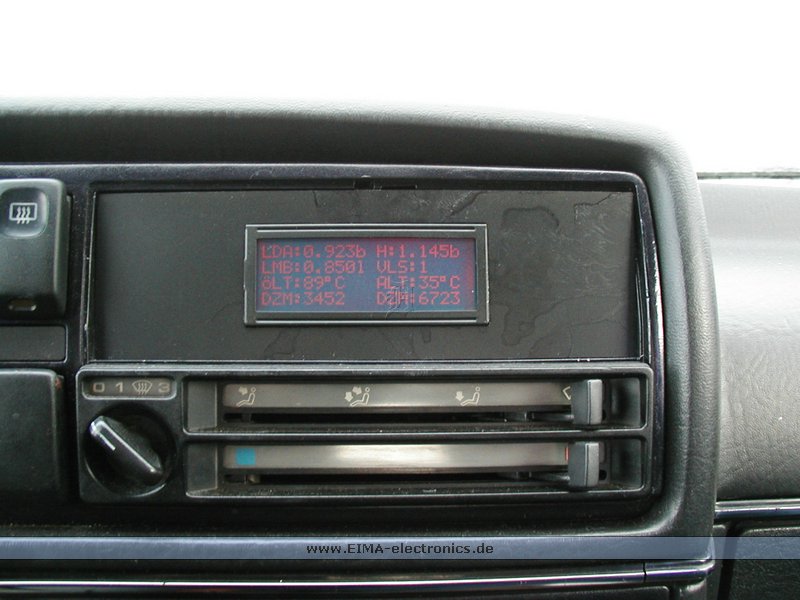 LDA:0.923b H:1.145b
LMB:0.8501 VLS:1
ÖLT:89°C ALT:35°C
DZM:3452 DZM:6723
0 1 3
www.EIMA-electronics.de